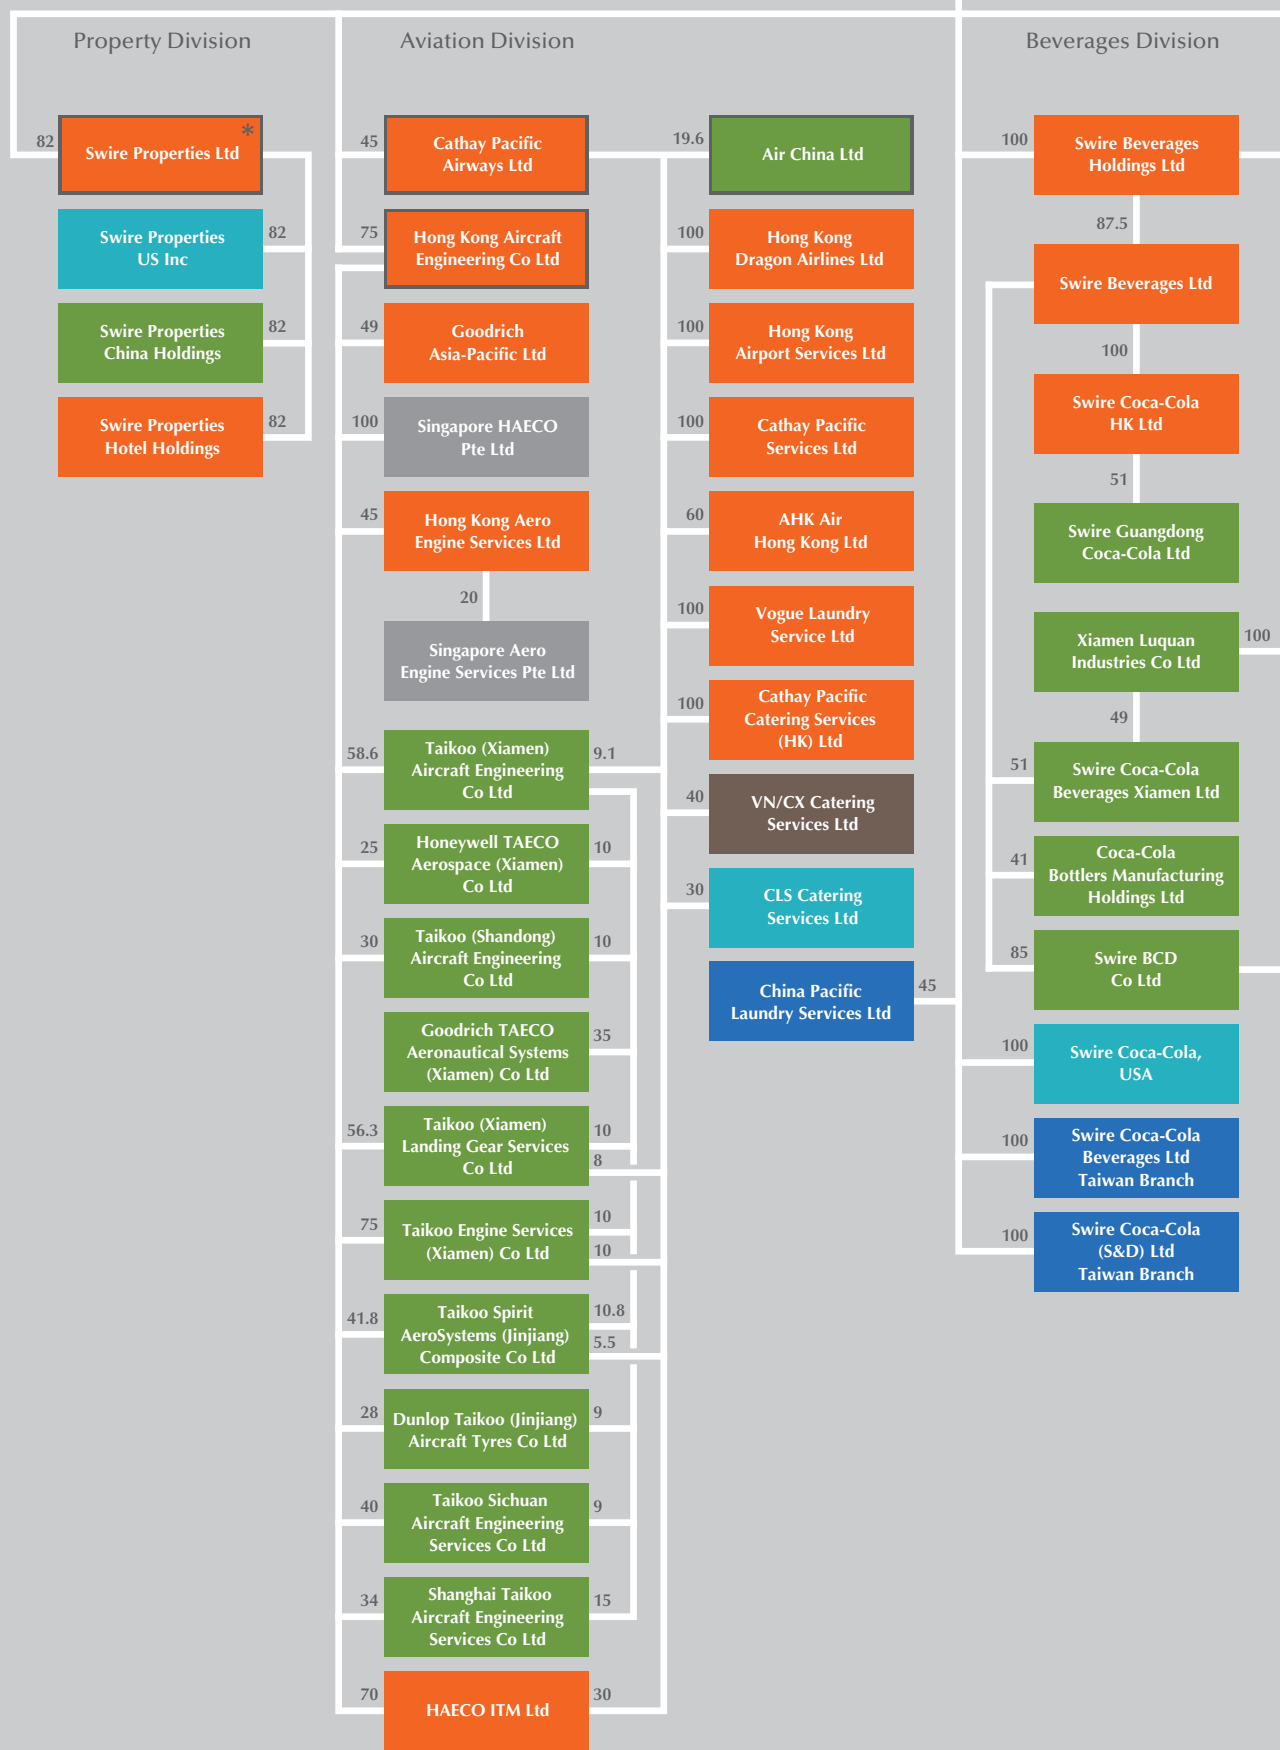 Property Division
82
Swire Properties Ltd
*
Swire Properties
US Inc
82
Swire Properties
China Holdings
82
Swire Properties
Hotel Holdings
82
Aviation Division
45
Cathay Pacific
Airways Ltd
75
Hong Kong Aircraft
Engineering Co Ltd
49
Goodrich
Asia-Pacific Ltd
100
Singapore HAECO
Pte Ltd
45
Hong Kong Aero
Engine Services Ltd
20
Singapore Aero
Engine Services Pte Ltd
58.6
Taikoo (Xiamen)
Aircraft Engineering
Co Ltd
9.1
25
Honeywell TAECO
Aerospace (Xiamen)
Co Ltd
10
30
Taikoo (Shandong)
Aircraft Engineering
Co Ltd
10
Goodrich TAECO
Aeronautical Systems
(Xiamen) Co Ltd
35
56.3
Taikoo (Xiamen)
Landing Gear Services
Co Ltd
10
8
75
Taikoo Engine Services
(Xiamen) Co Ltd
10
10
41.8
Taikoo Spirit
AeroSystems (Jinjiang)
Composite Co Ltd
10.8
5.5
28
Dunlop Taikoo (Jinjiang)
Aircraft Tyres Co Ltd
9
40
Taikoo Sichuan
Aircraft Engineering
Services Co Ltd
9
34
Shanghai Taikoo
Aircraft Engineering
Services Co Ltd
15
70
HAECO ITM Ltd
30
19.6
Air China Ltd
100
Hong Kong
Dragon Airlines Ltd
100
Hong Kong
Airport Services Ltd
100
Cathay Pacific
Services Ltd
60
AHK Air
Hong Kong Ltd
100
Vogue Laundry
Service Ltd
100
Cathay Pacific
Catering Services
(HK) Ltd
40
VN/CX Catering
Services Ltd
30
CLS Catering
Services Ltd
China Pacific
Laundry Services Ltd
45
Beverages Division
100
Swire Beverages
Holdings Ltd
87.5
Swire Beverages Ltd
100
Swire Coca-Cola
HK Ltd
51
Swire Guangdong
Coca-Cola Ltd
Xiamen Luquan
Industries Co Ltd
100
49
51
Swire Coca-Cola
Beverages Xiamen Ltd
41
Coca-Cola
Bottlers Manufacturing
Holdings Ltd
85
Swire BCD
Co Ltd
100
Swire Coca-Cola,
USA
100
Swire Coca-Cola
Beverages Ltd
Taiwan Branch
100
Swire Coca-Cola
(S&D) Ltd
Taiwan Branch